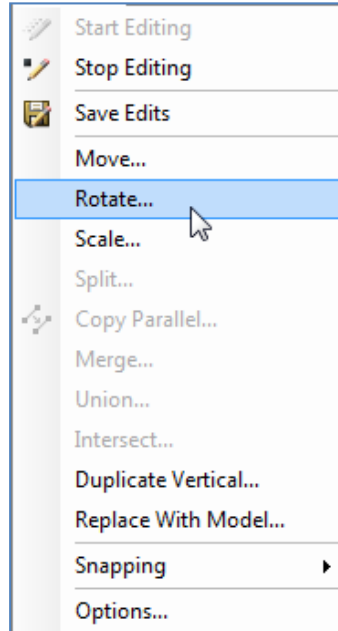 Start Editing
Stop Editing
Save Edits
Move...
Rotate...
Scale...
Split...
Copy Parallel...
Merge...
Union...
Intersect...
Duplicate Vertical...
Replace With Model...
Snapping
Options...